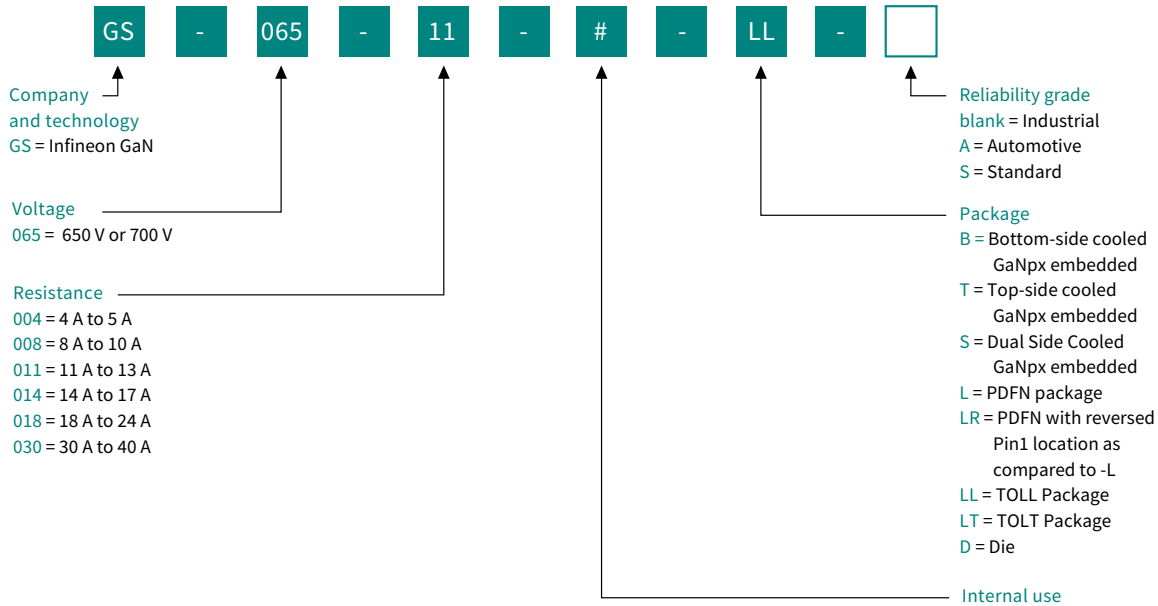 GS - 065 - 11 - # - LL -
Company
and technology
GS = Infineon GaN
Voltage
065 = 650 V or 700 V
Resistance
004 = 4 A to 5 A
008 = 8 A to 10 A
011 = 11 A to 13 A
014 = 14 A to 17 A
018 = 18 A to 24 A
030 = 30 A to 40 A
Reliability grade
blank = Industrial
A = Automotive
S = Standard
Package
B = Bottom-side cooled
GaNpx embedded
T = Top-side cooled
GaNpx embedded
S = Dual Side Cooled
GaNpx embedded
L = PDFN package
LR = PDFN with reversed
Pin1 location as
compared to -L
LL = TOLL Package
LT = TOLT Package
D = Die
Internal use